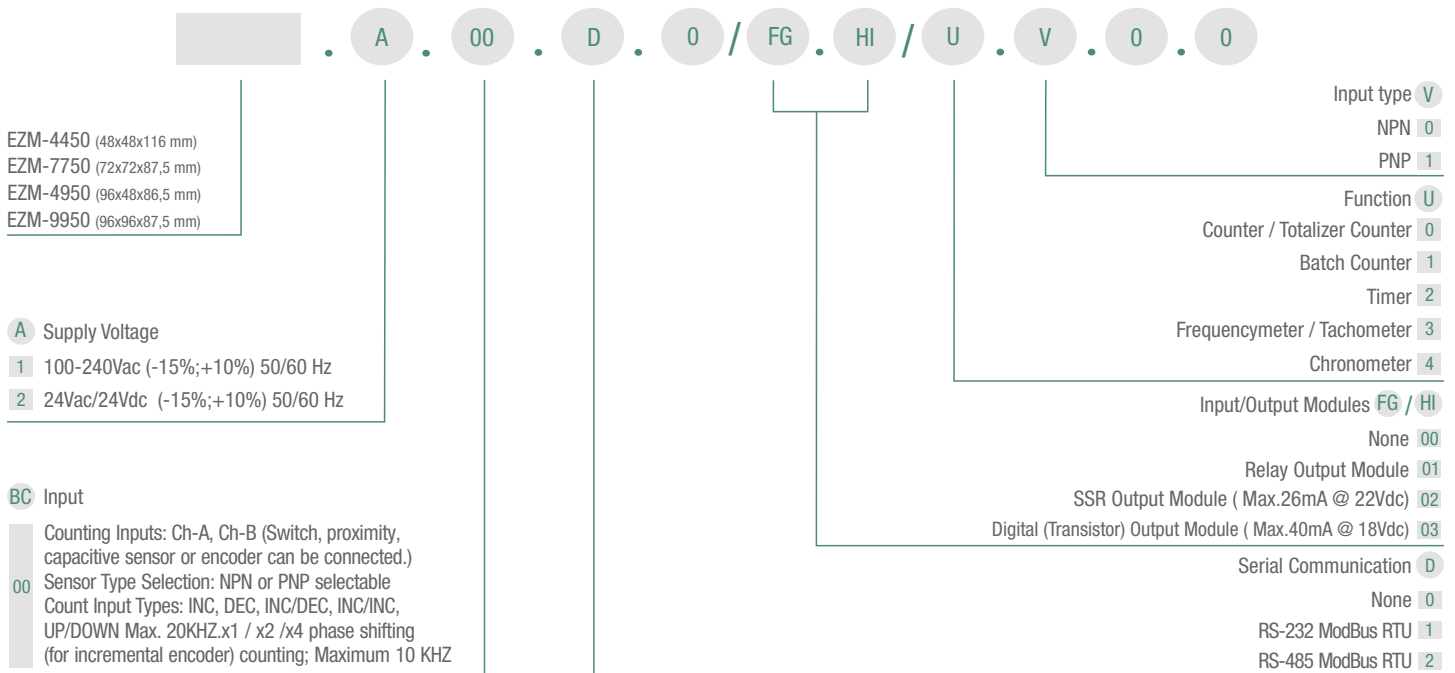 . A . 00 . D . 0 / FG . HI / U . V . 0 . 0
EZM-4450 (48x48x116 mm)
EZM-7750 (72x72x87,5 mm)
EZM-4950 (96x48x86,5 mm)
EZM-9950 (96x96x87,5 mm)
A Supply Voltage
1 100-240Vac (-15%;+10%) 50/60 Hz
2 24Vac/24Vdc (-15%;+10%) 50/60 Hz
BC Input
Counting Inputs: Ch-A, Ch-B (Switch, proximity,
capacitive sensor or encoder can be connected.)
00 Sensor Type Selection: NPN or PNP selectable
Count Input Types: INC, DEC, INC/DEC, INC/INC,
UP/DOWN Max. 20KHZ.x1 / x2 /x4 phase shifting
(for incremental encoder) counting; Maximum 10 KHZ
Input type V
NPN 0
PNP 1
Function U
Counter / Totalizer Counter 0
Batch Counter 1
Timer 2
Frequencymeter / Tachometer 3
Chronometer 4
Input/Output Modules FG / HI
None 00
Relay Output Module 01
SSR Output Module ( Max.26mA @ 22Vdc) 02
Digital (Transistor) Output Module ( Max.40mA @ 18Vdc) 03
Serial Communication D
None 0
RS-232 ModBus RTU 1
RS-485 ModBus RTU 2